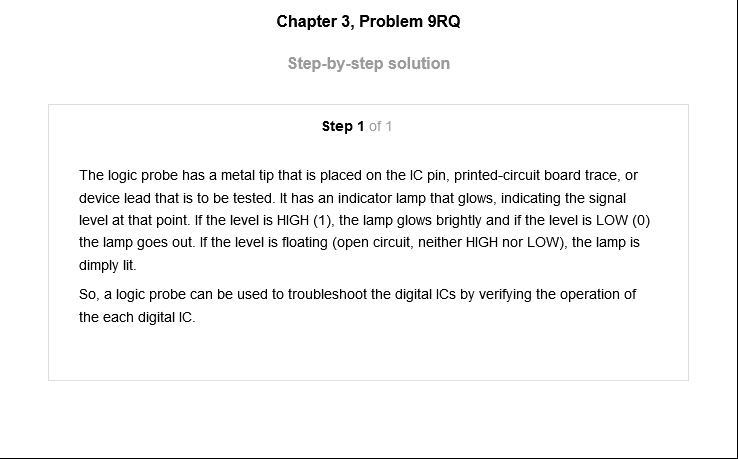 Chapter 3, Problem 9RQ
Step-by-step solution
Step 1 of 1
The logic probe has a metal tip that is placed on the IC pin, printed-circuit board trace, or
device lead that is to be tested. It has an indicator lamp that glows, indicating the signal
level at that point. If the level is HIGH (1), the lamp glows brightly and if the level is LOW (0)
the lamp goes out. If the level is floating (open circuit, neither HIGH nor LOW), the lamp is
dimply lit.
So, a logic probe can be used to troubleshoot the digital ICs by verifying the operation of
the each digital IC.